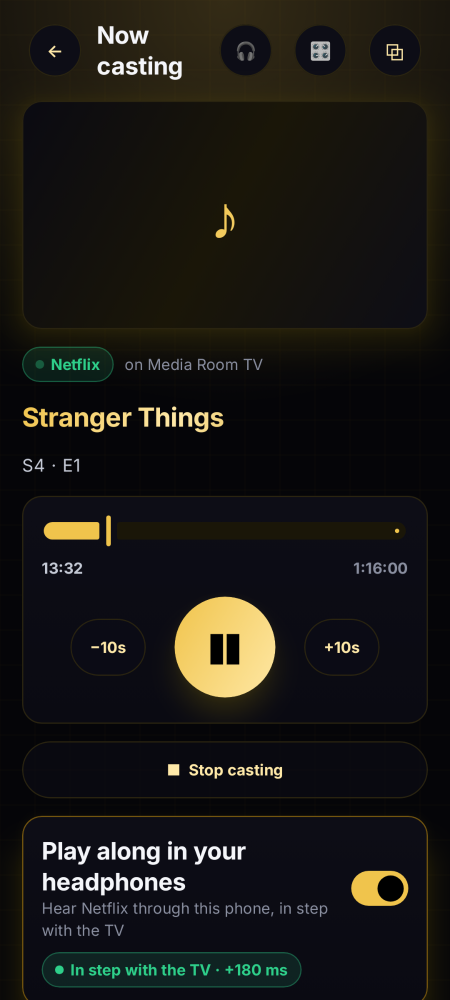 Now
casting
Netflix on Media Room TV
Stranger Things
S4 · E1
13:32 1:16:00
−10s +10s
Stop casting
Play along in your
headphones
Hear Netflix through this phone, in step
with the TV
In step with the TV · +180 ms